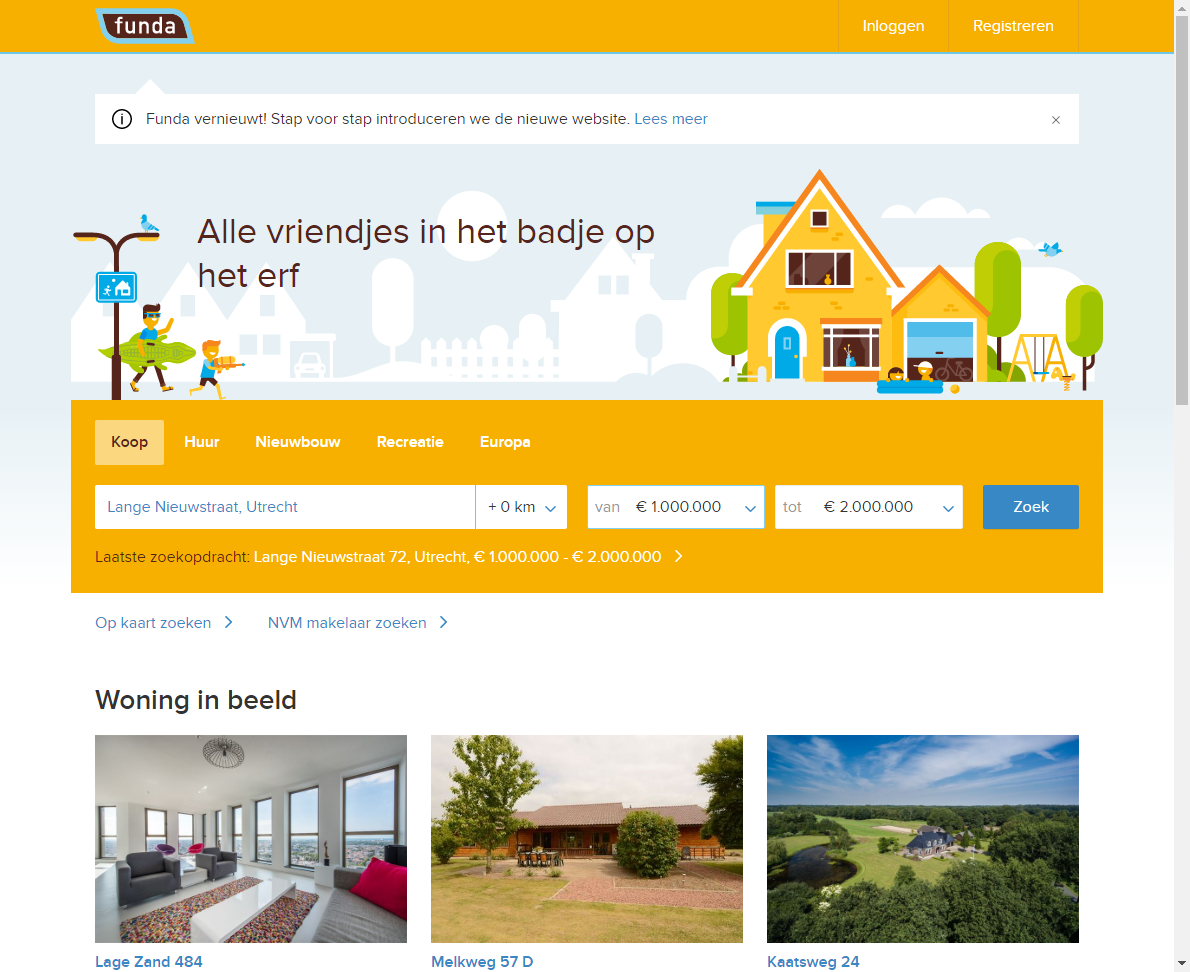 funda
Inloggen
Registreren
Funda vernieuwt! Stap voor stap introduceren we de nieuwe website. Lees meer
Alle vriendjes in het badje op
het erf
Koop Huur Nieuwbouw Recreatie Europa
Lange Nieuwstraat, Utrecht + 0 km van € 1.000.000 tot € 2.000.000 Zoek
Laatste zoekopdracht: Lange Nieuwstraat 72, Utrecht, € 1.000.000 - € 2.000.000
Op kaart zoeken NVM makelaar zoeken
Woning in beeld
Lage Zand 484 Melkweg 57 D Kaatsweg 24